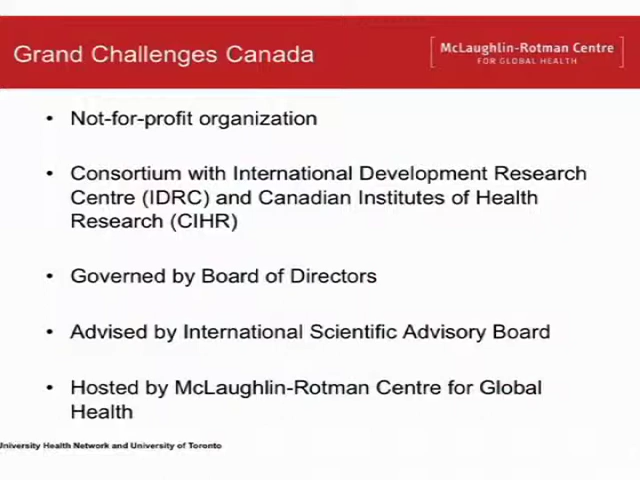 Grand Challenges Canada
McLaughlin-Rotman Centre
FOR GLOBAL HEALTH
• Not-for-profit organization
• Consortium with International Development Research
Centre (IDRC) and Canadian Institutes of Health
Research (CIHR)
• Governed by Board of Directors
• Advised by International Scientific Advisory Board
• Hosted by McLaughlin-Rotman Centre for Global
Health
University Health Network and University of Toronto